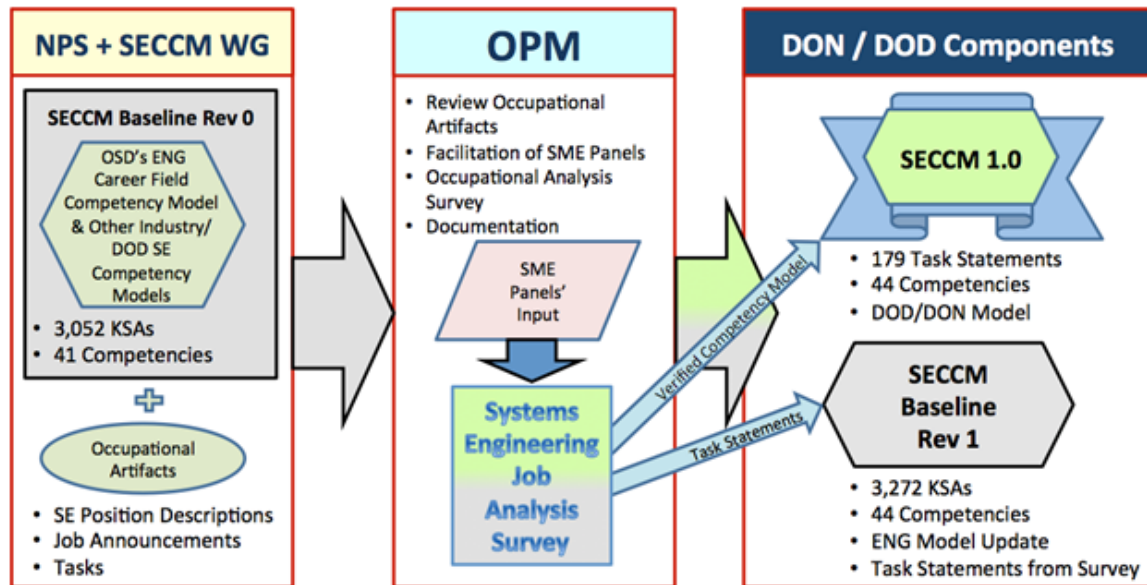 NPS + SECCM WG
SECCM Baseline Rev 0
OSD's ENG
Career Field
Competency Model
& Other Industry/
DOD SE
Competency
Models
• 3,052 KSAs
• 41 Competencies
Occupational
Artifacts
• SE Position Descriptions
• Job Announcements
• Tasks
OPM
• Review Occupational
Artifacts
• Facilitation of SME Panels
• Occupational Analysis
Survey
• Documentation
SME
Panels'
Input
Systems
Engineering
Job
Analysis
Survey
Verified Competency Model
Task Statements
DON / DOD Components
SECCM 1.0
• 179 Task Statements
• 44 Competencies
• DOD/DON Model
SECCM
Baseline
Rev 1
• 3,272 KSAs
• 44 Competencies
• ENG Model Update
• Task Statements from Survey